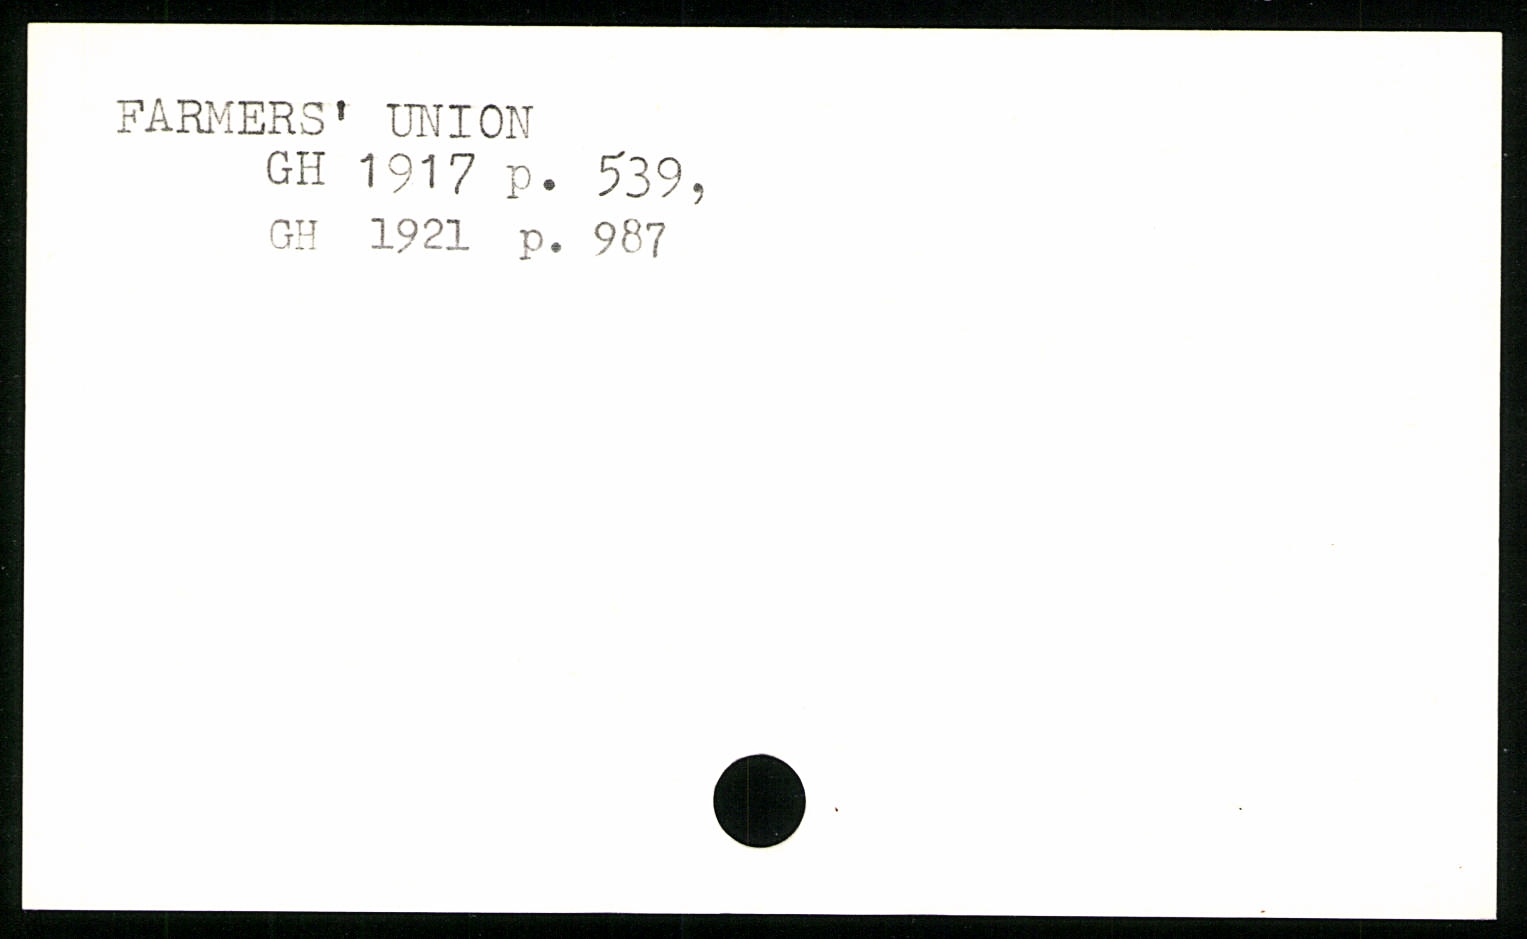 FARMERS' UNION
GH 1917 p. 539,
GH 1921 p. 987